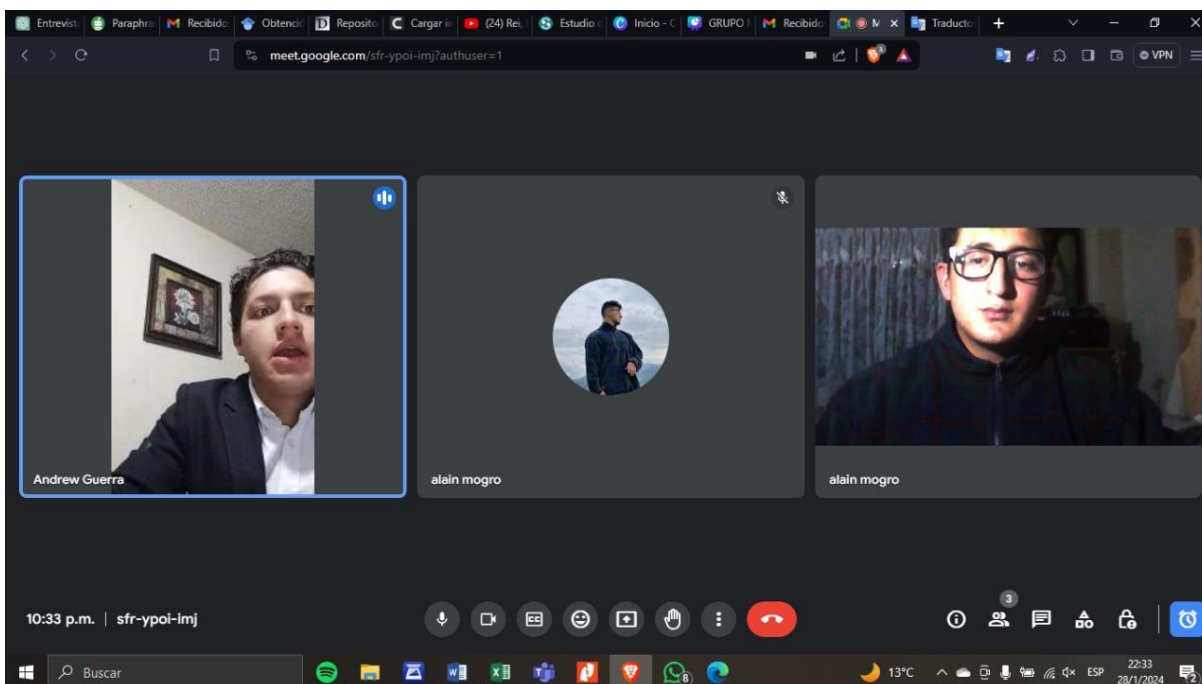 Entrevist
Paraphra
Recibido
Obtenció
Reposito
Cargar i
(24) Rei,
Estudio
Inicio - C
GRUPO
Recibido
M
Traducto
meet.google.com/sfr-ypoi-imj?authuser=1
VPN
Andrew Guerra
alain mogro
alain mogro
10:33 p.m. | sfr-ypoi-imj
3
Buscar
8
13°C
ESP
22:33
28/1/2024
2